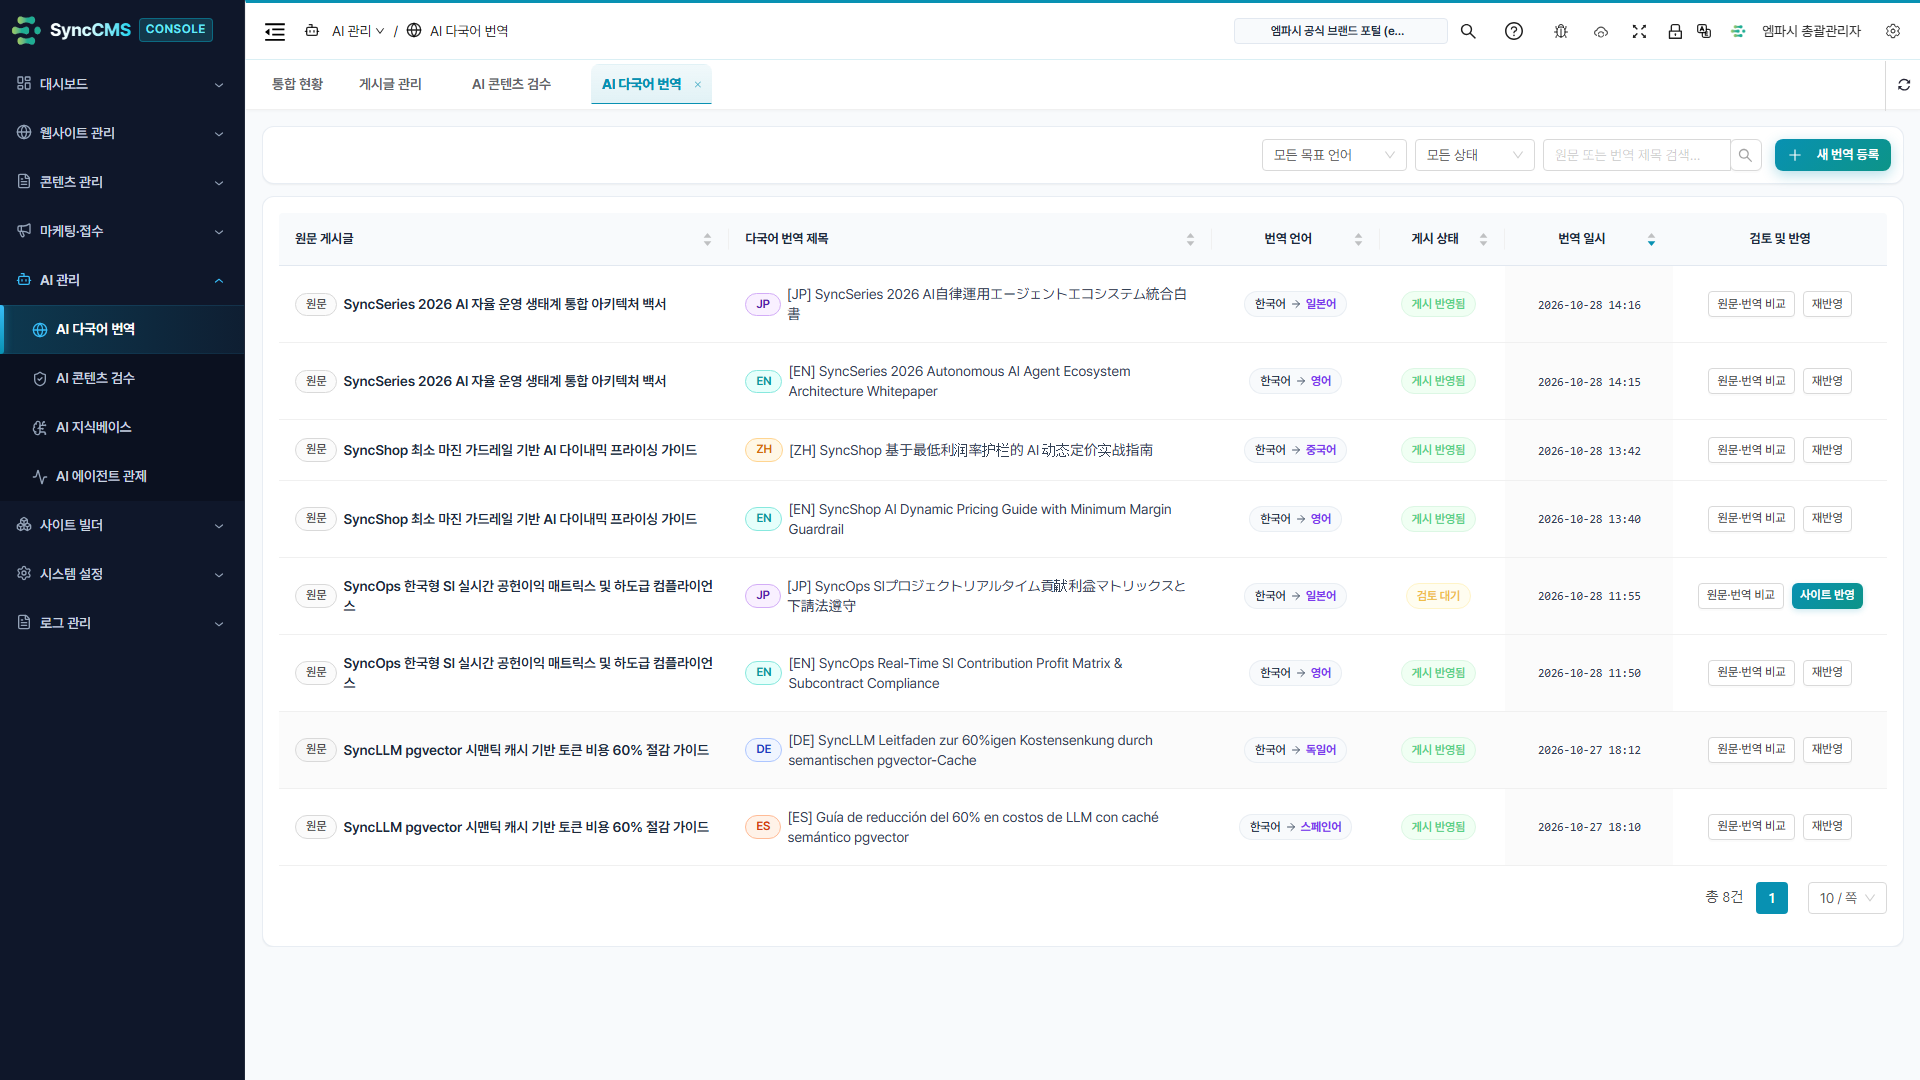 SyncCMS CONSOLE
AI 관리 / AI 다국어 번역
엠파시 공식 브랜드 포털 (e...
엠파시 총괄관리자
대시보드
웹사이트 관리
콘텐츠 관리
마케팅·접수
AI 관리
AI 다국어 번역
AI 콘텐츠 검수
AI 지식베이스
AI 에이전트 관제
사이트 빌더
시스템 설정
로그 관리
통합 현황
게시글 관리
AI 콘텐츠 검수
AI 다국어 번역 ×
모든 목표 언어
모든 상태
원문 또는 번역 제목 검색...
+ 새 번역 등록
원문 게시글 다국어 번역 제목 번역 언어 게시 상태 번역 일시 검토 및 반영
원문 SyncSeries 2026 AI 자율 운영 생태계 통합 아키텍처 백서
JP [JP] SyncSeries 2026 AI自律運用エージェントエコシステム統合白
書
한국어 → 일본어 게시 반영됨 2026-10-28 14:16 원문·번역 비교 재반영
원문 SyncSeries 2026 AI 자율 운영 생태계 통합 아키텍처 백서
EN [EN] SyncSeries 2026 Autonomous AI Agent Ecosystem
Architecture Whitepaper
한국어 → 영어 게시 반영됨 2026-10-28 14:15 원문·번역 비교 재반영
원문 SyncShop 최소 마진 가드레일 기반 AI 다이내믹 프라이싱 가이드
ZH [ZH] SyncShop 基于最低利润率护栏的 AI 动态定价实战指南
한국어 → 중국어 게시 반영됨 2026-10-28 13:42 원문·번역 비교 재반영
원문 SyncShop 최소 마진 가드레일 기반 AI 다이내믹 프라이싱 가이드
EN [EN] SyncShop AI Dynamic Pricing Guide with Minimum Margin
Guardrail
한국어 → 영어 게시 반영됨 2026-10-28 13:40 원문·번역 비교 재반영
원문 SyncOps 한국형 SI 실시간 공헌이익 매트릭스 및 하도급 컴플라이언
스
JP [JP] SyncOps SIプロジェクトリアルタイム貢献利益マトリックスと
下請法遵守
한국어 → 일본어 검토 대기 2026-10-28 11:55 원문·번역 비교 사이트 반영
원문 SyncOps 한국형 SI 실시간 공헌이익 매트릭스 및 하도급 컴플라이언
스
EN [EN] SyncOps Real-Time SI Contribution Profit Matrix &
Subcontract Compliance
한국어 → 영어 게시 반영됨 2026-10-28 11:50 원문·번역 비교 재반영
원문 SyncLLM pgvector 시맨틱 캐시 기반 토큰 비용 60% 절감 가이드
DE [DE] SyncLLM Leitfaden zur 60%igen Kostensenkung durch
semantischen pgvector-Cache
한국어 → 독일어 게시 반영됨 2026-10-27 18:12 원문·번역 비교 재반영
원문 SyncLLM pgvector 시맨틱 캐시 기반 토큰 비용 60% 절감 가이드
ES [ES] Guía de reducción del 60% en costos de LLM con caché
semántico pgvector
한국어 → 스페인어 게시 반영됨 2026-10-27 18:10 원문·번역 비교 재반영
총 8건 1 10 / 쪽